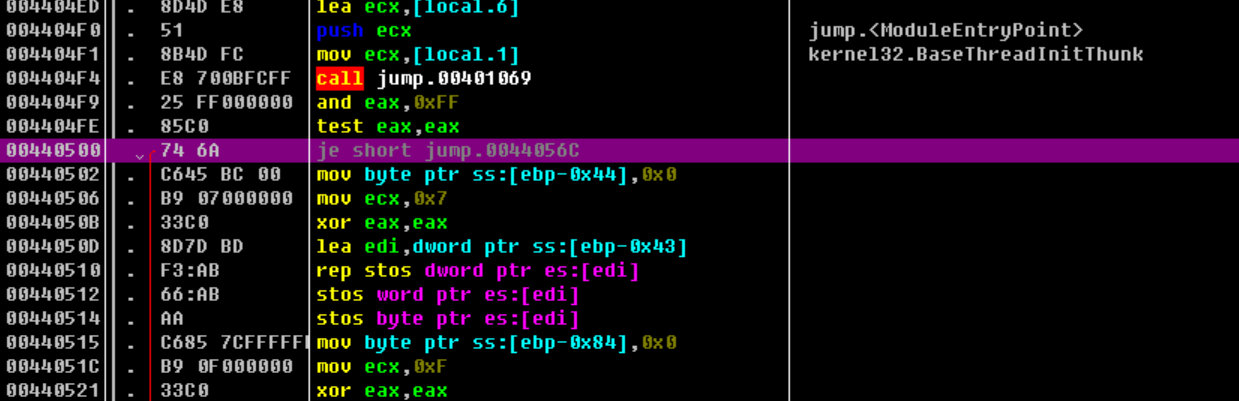 004404ED . 8D4D E8 lea ecx,[local.6]
004404F0 . 51 push ecx jump.<ModuleEntryPoint>
004404F1 . 8B4D FC mov ecx,[local.1] kernel32.BaseThreadInitThunk
004404F4 . E8 700BFCFF call jump.00401069
004404F9 . 25 FF000000 and eax,0xFF
004404FE . 85C0 test eax,eax
00440500 . 74 6A je short jump.0044056C
00440502 . C645 BC 00 mov byte ptr ss:[ebp-0x44],0x0
00440506 . B9 07000000 mov ecx,0x7
0044050B . 33C0 xor eax,eax
0044050D . 8D7D BD lea edi,dword ptr ss:[ebp-0x43]
00440510 . F3:AB rep stos dword ptr es:[edi]
00440512 . 66:AB stos word ptr es:[edi]
00440514 . AA stos byte ptr es:[edi]
00440515 . C685 7CFFFFF mov byte ptr ss:[ebp-0x84],0x0
0044051C . B9 0F000000 mov ecx,0xF
00440521 . 33C0 xor eax,eax